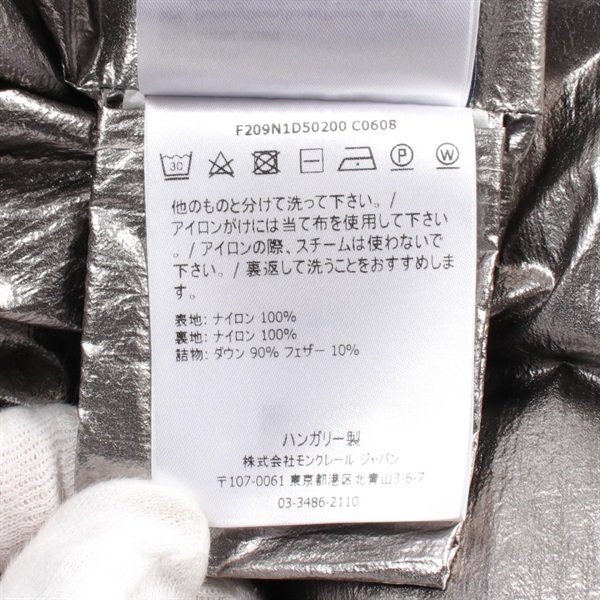 F209N1D50200 C0608
30
P
W
他のものと分けて洗って下さい。/
アイロンがけには当て布を使用して下さい
。/ アイロンの際、スチームは使わないで
下さい。/ 裏返して洗うことをおすすめしま
す。
表地: ナイロン 100%
裏地: ナイロン 100%
詰物: ダウン 90% フェザー 10%
ハンガリー製
株式会社モンクレール ジャパン
〒107-0061 東京都港区北青山3-6-7
03-3486-2110